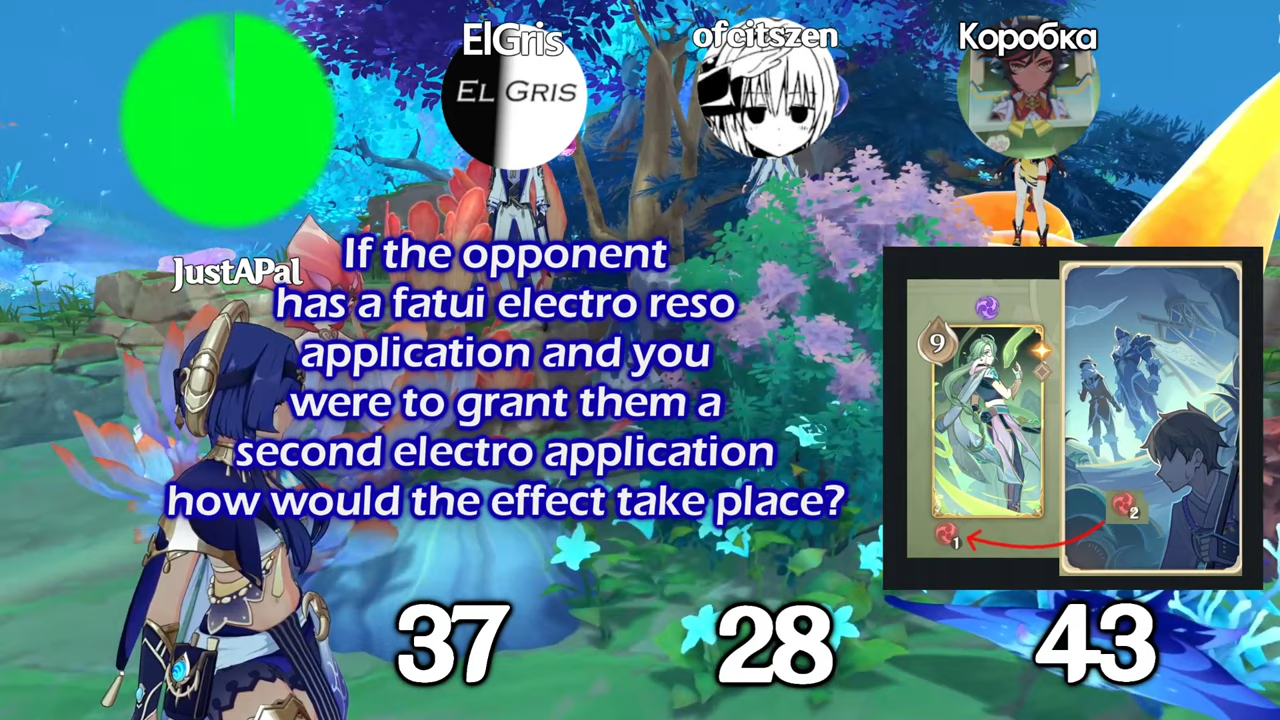 ElGris
ofcitszen
Коробка
EL GRIS
JustAPal
If the opponent
has a fatui electro reso
application and you
were to grant them a
second electro application
how would the effect take place?
9
1
2
37
28
43